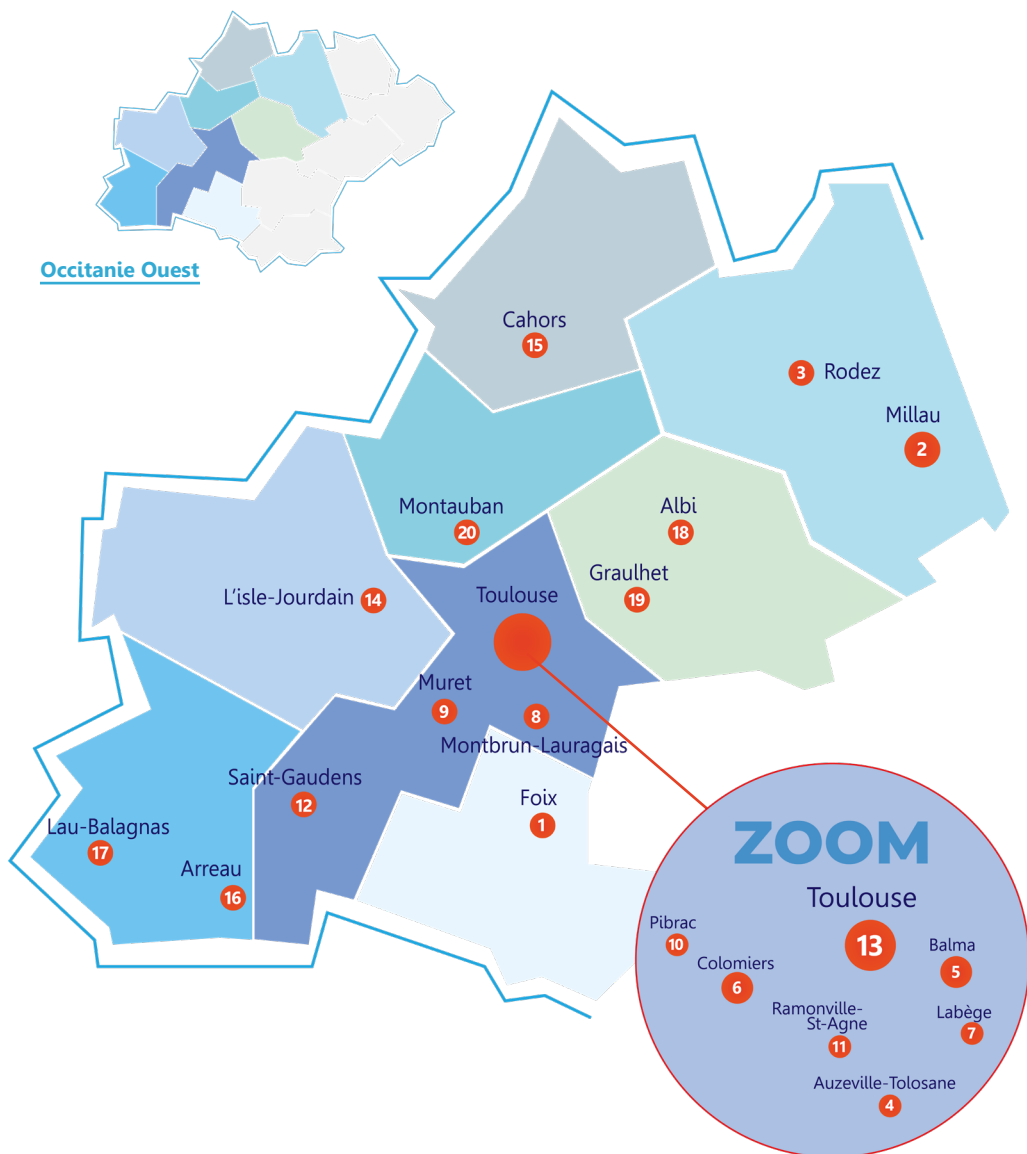 Occitanie Ouest
Cahors
15
3 Rodez
Millau
2
Montauban
20
Albi
18
Graulhet
19
L'isle-Jourdain 14
Toulouse
Muret
9
8
Montbrun-Lauragais
Saint-Gaudens
12
Foix
1
Lau-Balagnas
17
Arreau
16
ZOOM
Toulouse
13
Pibrac
10
Colomiers
6
Balma
5
Ramonville-
St-Agne
11
Labège
7
Auzeville-Tolosane
4